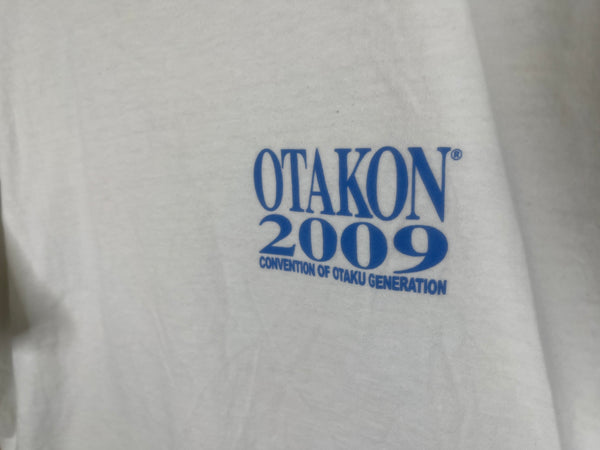 OTAKON®
2009
CONVENTION OF OTAKU GENERATION